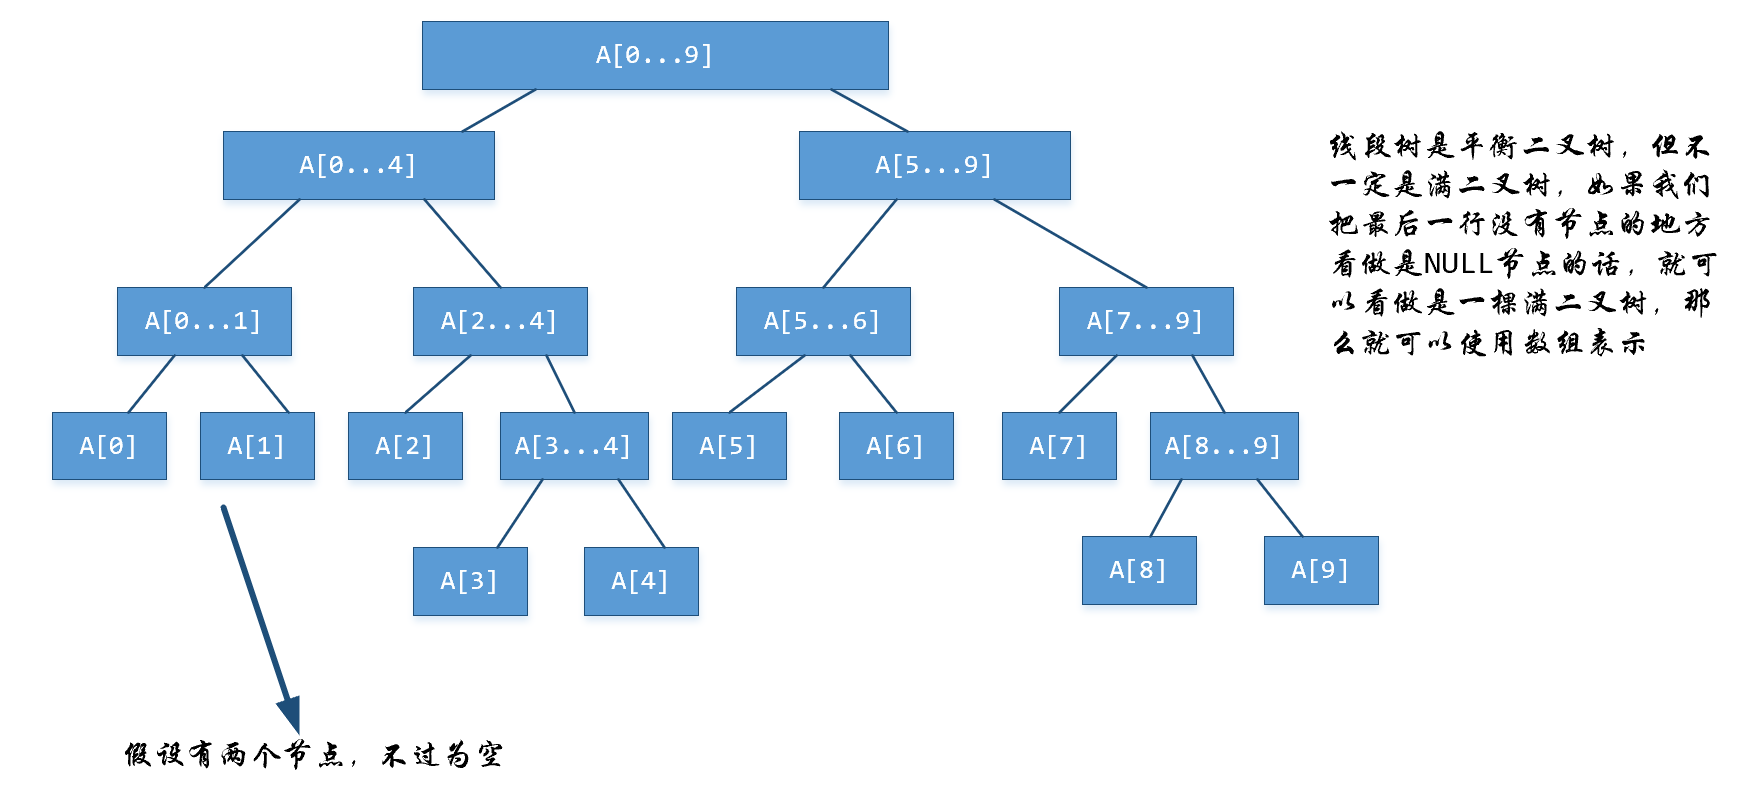 A[0...9]
A[0...4]
A[5...9]
线段树是平衡二叉树，但不
一定是满二叉树，如果我们
把最后一行没有节点的地方
看做是NULL节点的话，就可
以看做是一棵满二叉树，那
么就可以使用数组表示
A[0...1]
A[2...4]
A[5...6]
A[7...9]
A[0]
A[1]
A[2]
A[3...4]
A[5]
A[6]
A[7]
A[8...9]
A[3]
A[4]
A[8]
A[9]
假设有两个节点，不过为空